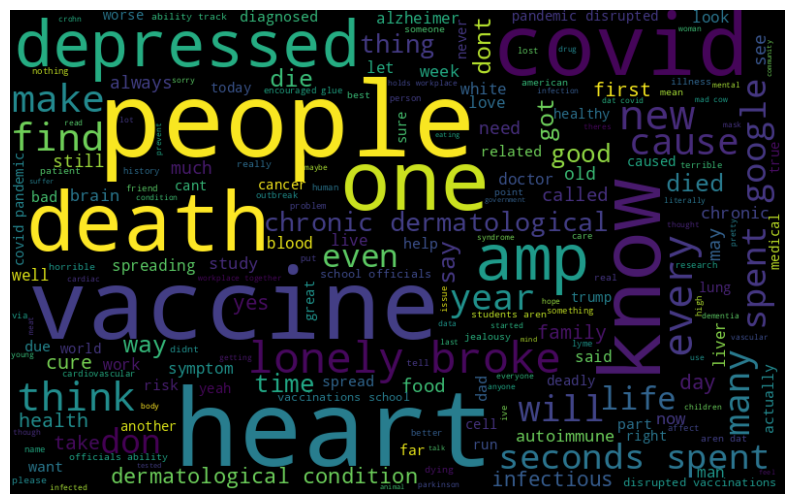 crohn worse ability track diagnosed alzheimer someone never pandemic disrupted look woman
depressed thing dont covid lost drug see community
nothing always let week american infection mental
sorry today encouraged glue holds workplace white first illness
make people die best person love got dat covid mean mad cow
find read lot sure need healthy new google
still prevent eating related good cause mask
patient much really maybe one doctor old caused theres true
bad brain history cancer human point died terrible
covid pandemic suffer friend cant outbreak called literally
death condition problem government know may chronic
chronic dermatological thought pretty
blood live help say syndrome care every spent medical
well horrible spreading study even amp research
cardiac workplace together put school officials issue real lung high dementia
vaccine yes great students aren hope trump year
via meat way data started something family liver use vascular
due world didnt jealousy last mind lyme
young cure work getting lonely broke tell said day many
cardiovascular symptom time food dad everyone anyone deadly
think risk yeah spread ive will life children actually
health body vaccinations school better cell part now affect
though another heart run right aren dat
name take don far talk autoimmune man
want officials ability seconds spent
please tested dying infectious
infected dermatological condition animal parkinson disrupted vaccinations feel